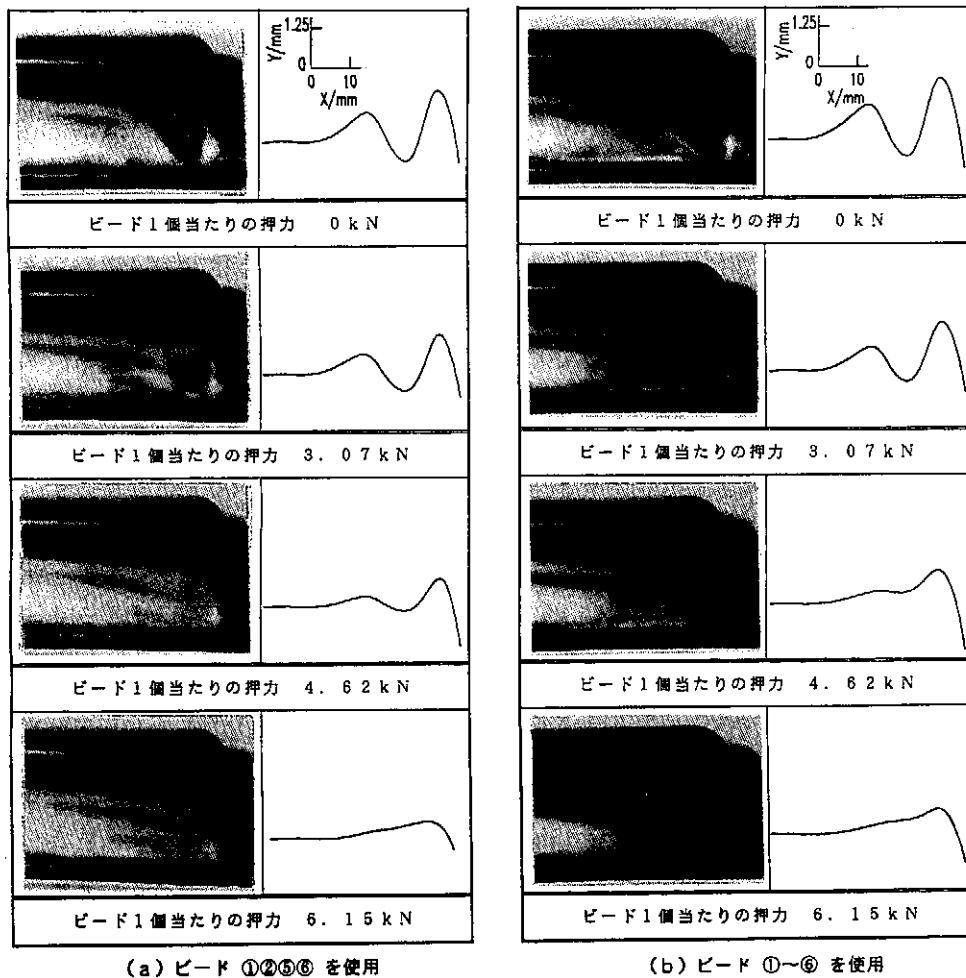 1.25
Y/mm
0
0 10
X/mm
ビード1個当たりの押力 0kN
ビード1個当たりの押力 3.07kN
ビード1個当たりの押力 4.62kN
ビード1個当たりの押力 6.15kN
(a)ビード ①②⑤⑥ を使用
1.25
Y/mm
0
0 10
X/mm
ビード1個当たりの押力 0kN
ビード1個当たりの押力 3.07kN
ビード1個当たりの押力 4.62kN
ビード1個当たりの押力 6.15kN
(b)ビード ①~⑥ を使用